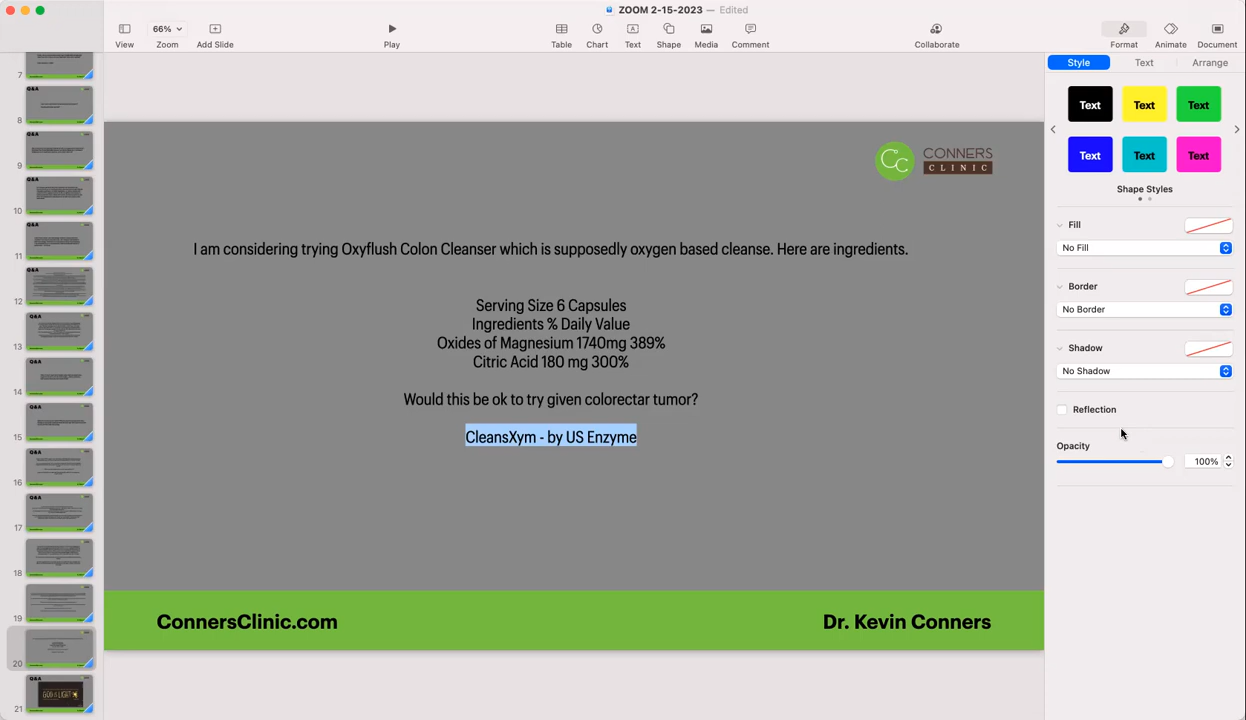 ZOOM 2-15-2023 — Edited
View
66%
Zoom
Add Slide
Play
Table
Chart
Text
Shape
Media
Comment
Collaborate
Format
Animate
Document
Style
Text
Arrange
Text
Text
Text
Text
Text
Text
Shape Styles
Fill
No Fill
Border
No Border
Shadow
No Shadow
Reflection
Opacity
100%
7
8
Q&A
9
Q&A
10
Q&A
11
Q&A
12
Q&A
13
Q&A
14
Q&A
15
Q&A
16
Q&A
17
Q&A
18
Q&A
19
20
Q&A
21
CC
CONNERS
CLINIC
I am considering trying Oxyflush Colon Cleanser which is supposedly oxygen based cleanse. Here are ingredients.
Serving Size 6 Capsules
Ingredients % Daily Value
Oxides of Magnesium 1740mg 389%
Citric Acid 180 mg 300%
Would this be ok to try given colorectar tumor?
CleansXym - by US Enzyme
ConnersClinic.com
Dr. Kevin Conners